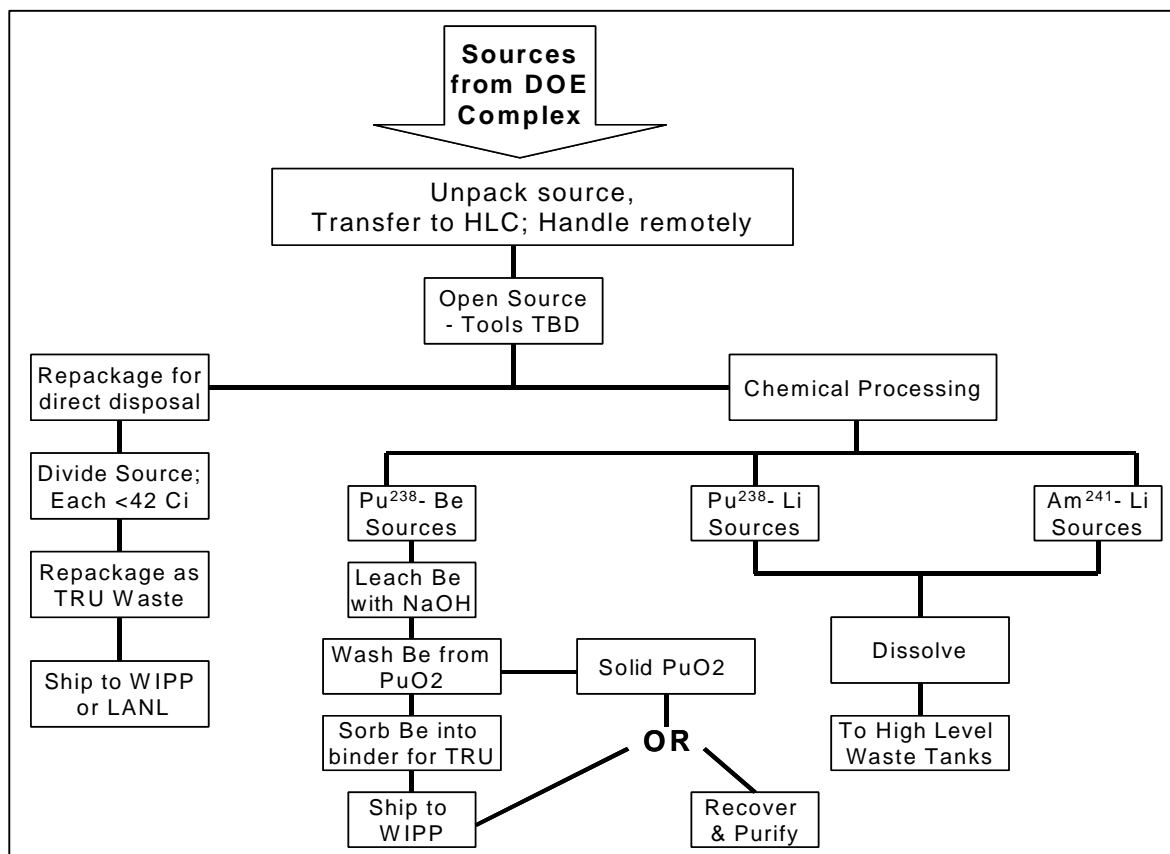 Sources
from DOE
Complex
Unpack source,
Transfer to HLC; Handle remotely
Open Source
- Tools TBD
Repackage for
direct disposal
Chemical Processing
Divide Source;
Each <42 Ci
Pu²³⁸- Be
Sources
Pu²³⁸- Li
Sources
Am²⁴¹- Li
Sources
Repackage as
TRU Waste
Leach Be
with NaOH
Ship to WIPP
or LANL
Wash Be from
PuO2
Solid PuO2
Dissolve
Sorb Be into
binder for TRU
OR
To High Level
Waste Tanks
Ship to
WIPP
Recover
& Purify